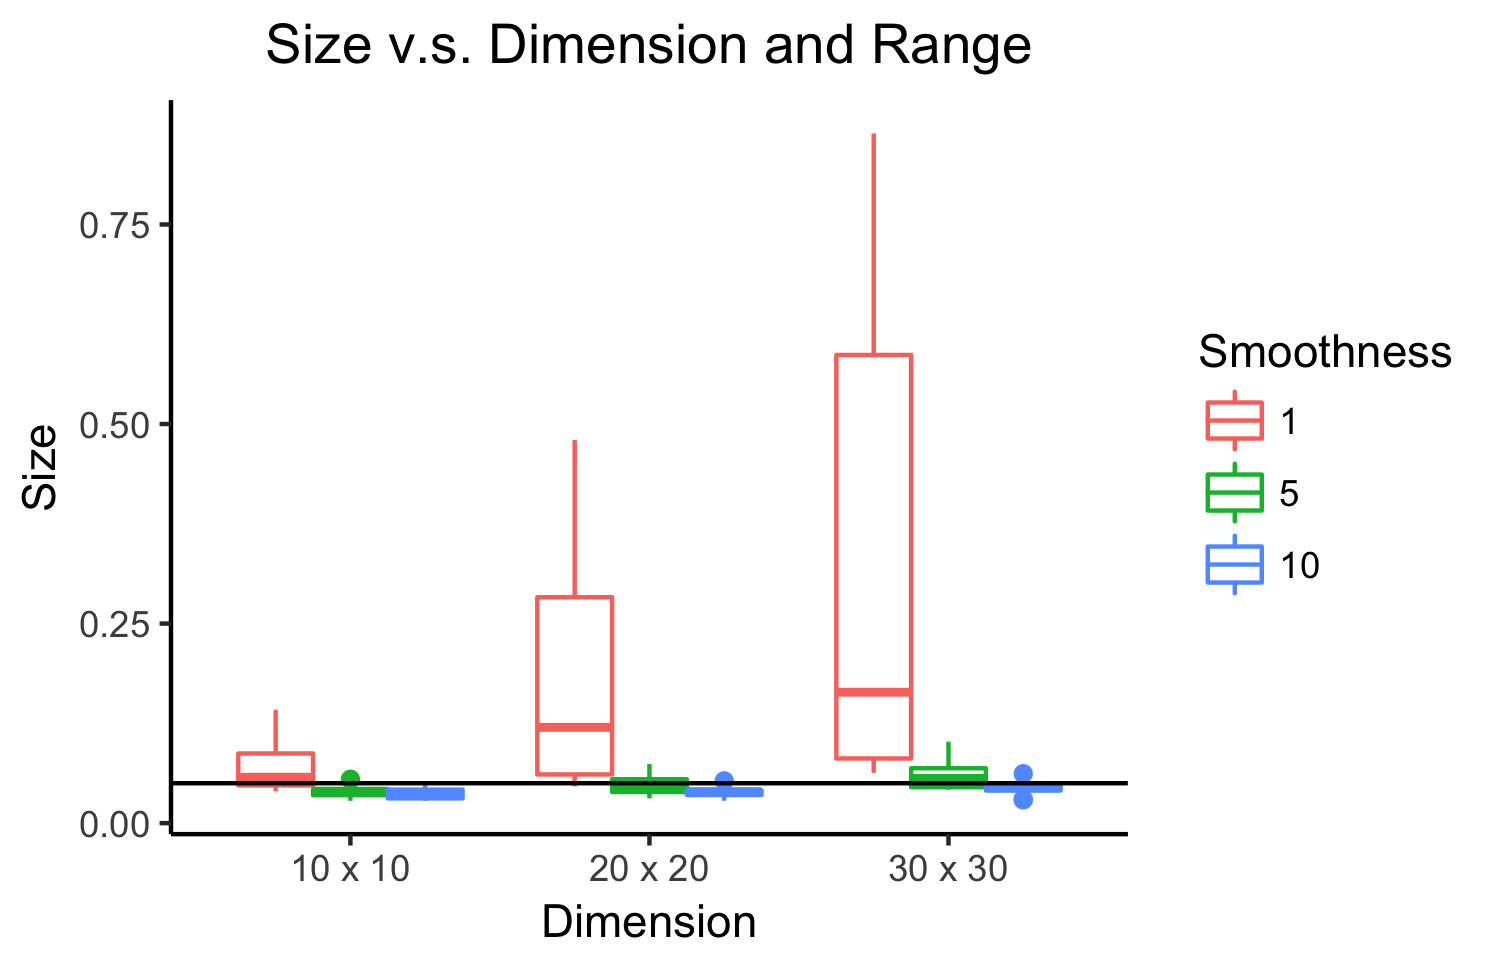 Size v.s. Dimension and Range
Size
0.75
0.50
0.25
0.00
10 x 10
20 x 20
30 x 30
Dimension
Smoothness
1
5
10